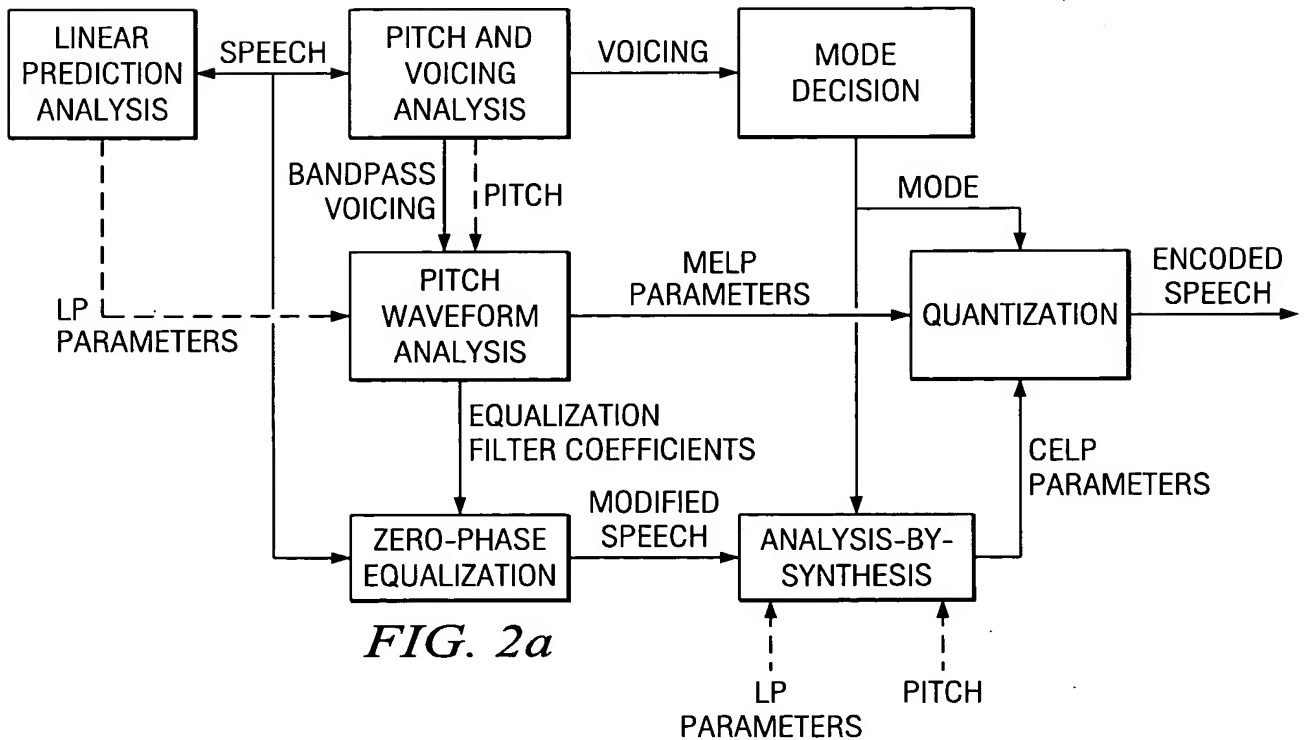 LINEAR
PREDICTION
ANALYSIS
SPEECH
PITCH AND
VOICING
ANALYSIS
VOICING
MODE
DECISION
BANDPASS
VOICING
PITCH
MODE
LP
PARAMETERS
PITCH
WAVEFORM
ANALYSIS
MELP
PARAMETERS
QUANTIZATION
ENCODED
SPEECH
EQUALIZATION
FILTER COEFFICIENTS
CELP
PARAMETERS
ZERO-PHASE
EQUALIZATION
MODIFIED
SPEECH
ANALYSIS-BY-
SYNTHESIS
FIG. 2a
LP
PARAMETERS
PITCH